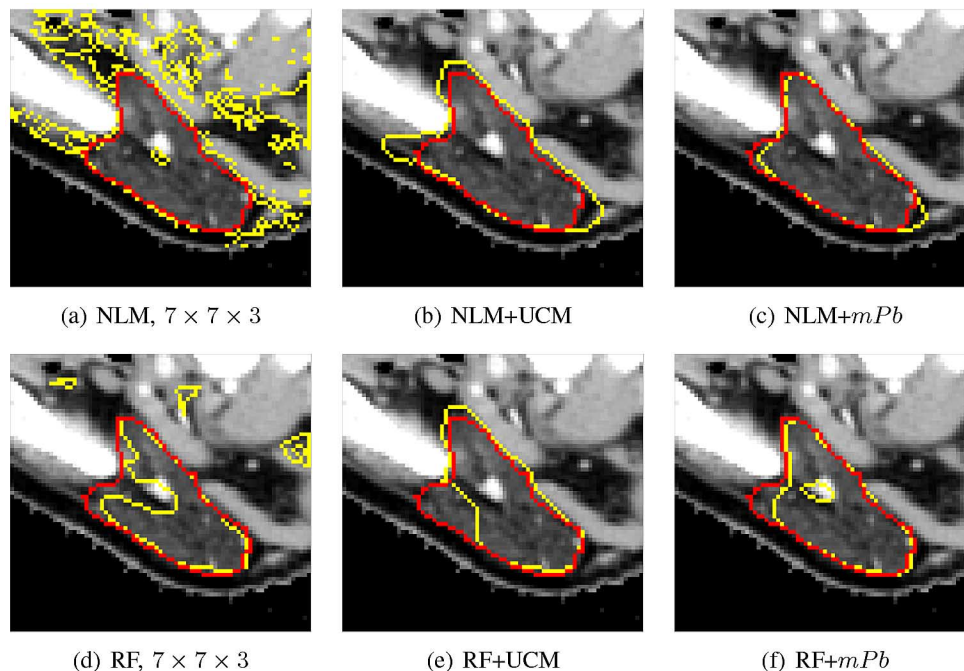 (a) NLM, 7 × 7 × 3
(b) NLM+UCM
(c) NLM+mPb
(d) RF, 7 × 7 × 3
(e) RF+UCM
(f) RF+mPb